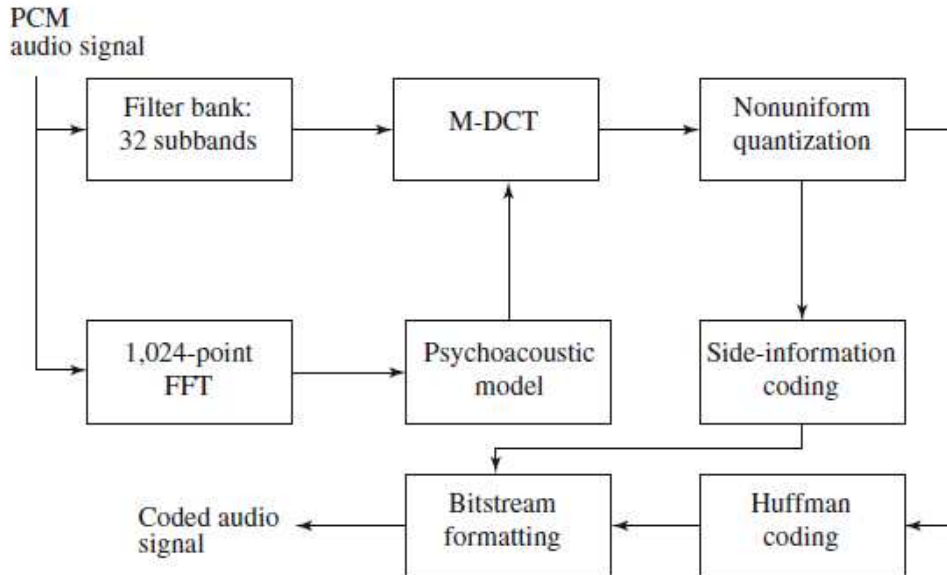 PCM
audio signal
Filter bank:
32 subbands
M-DCT
Nonuniform
quantization
1,024-point
FFT
Psychoacoustic
model
Side-information
coding
Coded audio
signal
Bitstream
formatting
Huffman
coding